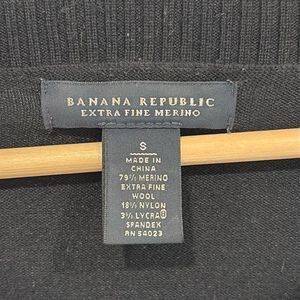 BANANA REPUBLIC
EXTRA FINE MERINO
S
MADE IN
CHINA
79% MERINO
EXTRA FINE
WOOL
18% NYLON
3% LYCRA®
SPANDEX
RN 54023